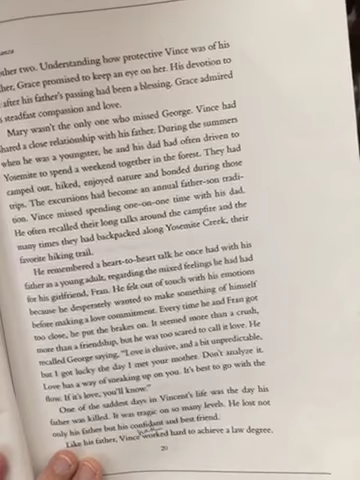 other two. Understanding how protective Vince was of his
Grace promised to keep an eye on her. His devotion to
after his father's passing had been a blessing. Grace admired
steadfast compassion and love.
Mary wasn't the only one who missed George. Vince had
shared a close relationship with his father. During the summers
when he was a youngster, he and his dad had often driven to
Yosemite to spend a weekend together in the forest. They had
camped out, hiked, enjoyed nature and bonded during those
trips. The excursions had become an annual father-son tradi-
tion. Vince missed spending one-on-one time with his dad.
He often recalled their long talks around the campfire and the
many times they had backpacked along Yosemite Creek, their
favorite hiking trail.
He remembered a heart-to-heart talk he once had with his
father as a young adult, regarding the mixed feelings he had had
for his girlfriend, Fran. He felt out of touch with his emotions
because he desperately wanted to make something of himself
before making a love commitment. Every time he and Fran got
too close, he put the brakes on. It seemed more than a crush,
more than a friendship, but he was too scared to call it love. He
recalled George saying, "Love is elusive, and a bit unpredictable,
but I got lucky the day I met your mother. Don't analyze it.
Love has a way of sneaking up on you. It's best to go with the
flow. If it's love, you'll know."
One of the saddest days in Vincent's life was the day his
father was killed. It was tragic on so many levels. He lost not
only his father but his confidant and best friend.
Like his father, Vince worked hard to achieve a law degree.
20